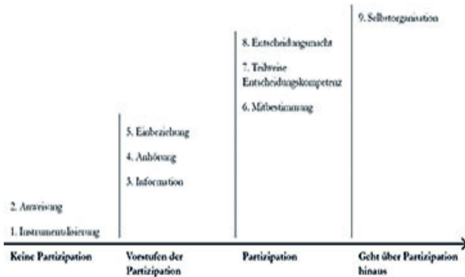 9. Selbstorganisation
8. Entscheidungsmacht
7. Teilweise
Entscheidungskompetenz
6. Mitbestimmung
5. Einbeziehung
4. Anhörung
3. Information
2. Anweisung
1. Instrumentalisierung
Keine Partizipation
Vorstufen der
Partizipation
Partizipation
Geht über Partizipation
hinaus